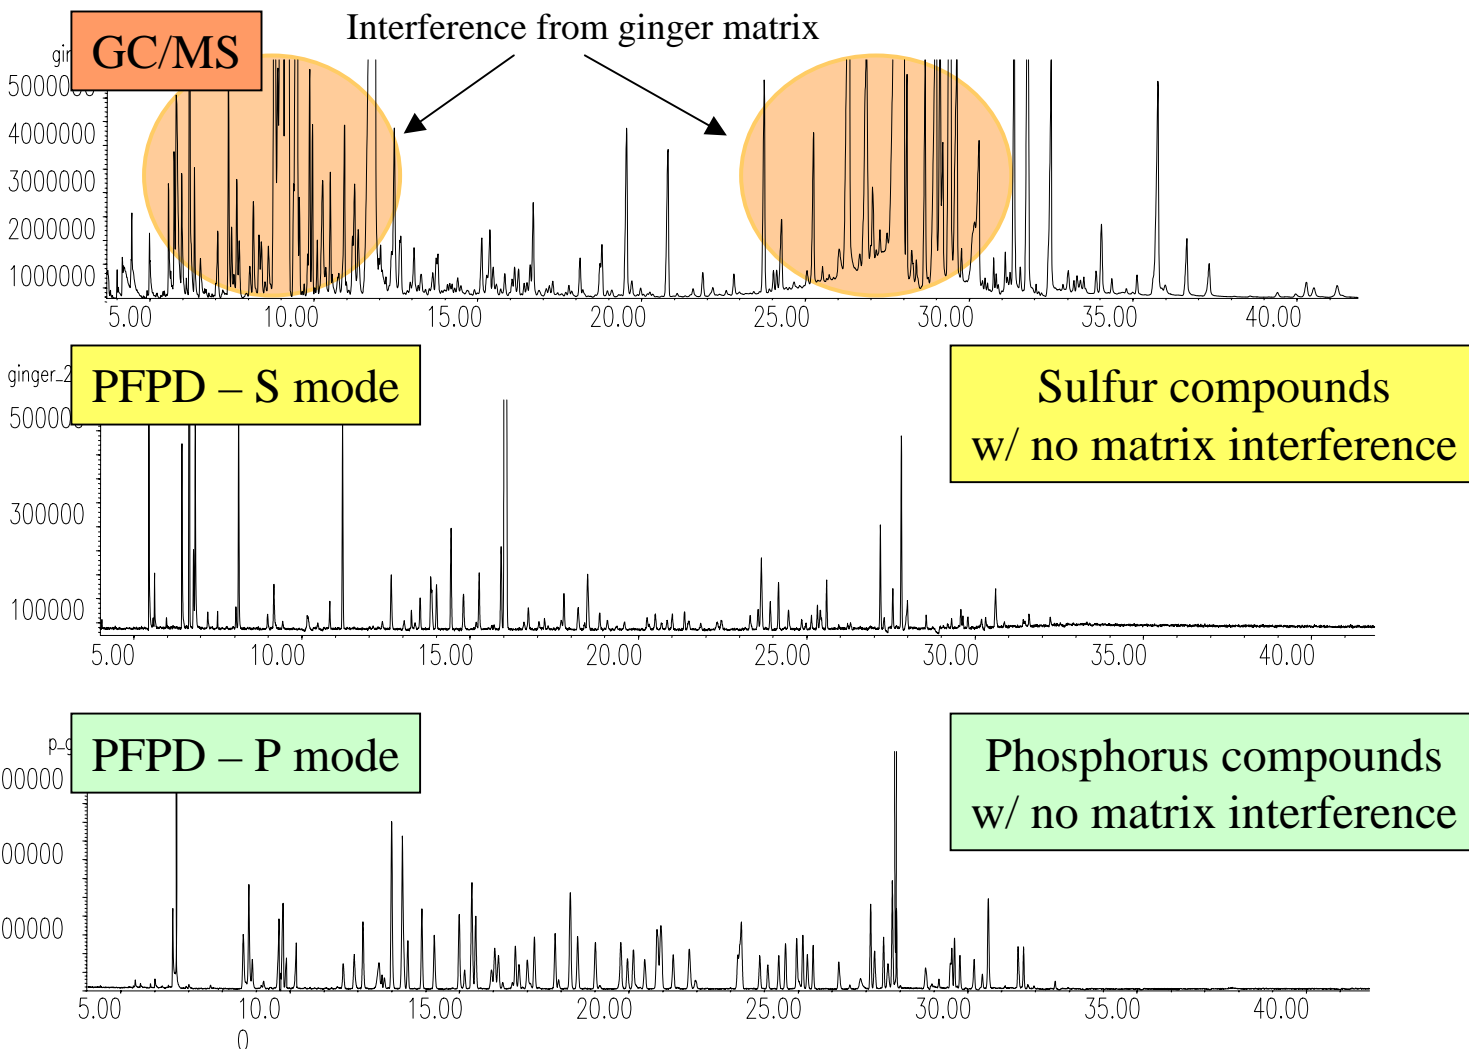 Interference from ginger matrix
GC/MS
gin
5000000
4000000
3000000
2000000
1000000
5.00 10.00 15.00 20.00 25.00 30.00 35.00 40.00
PFPD – S mode
Sulfur compounds
w/ no matrix interference
ginger_2
500000
300000
100000
5.00 10.00 15.00 20.00 25.00 30.00 35.00 40.00
PFPD – P mode
Phosphorus compounds
w/ no matrix interference
p_g
00000
00000
00000
5.00 10.0 15.00 20.00 25.00 30.00 35.00 40.00
0